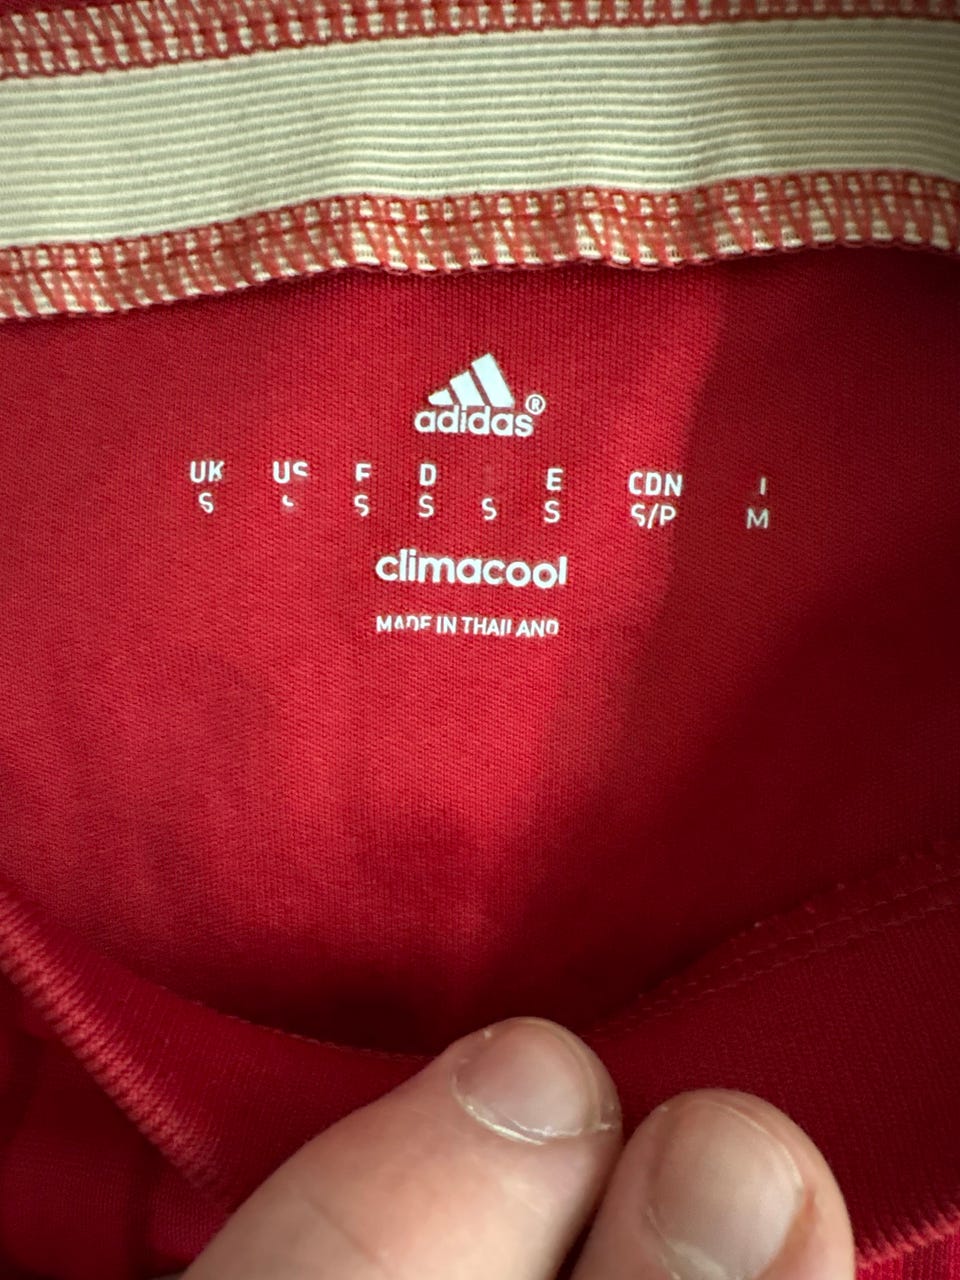 adidas®
UK US F D E CDN I
S S S S S S/P M
climacool
MADE IN THAILAND